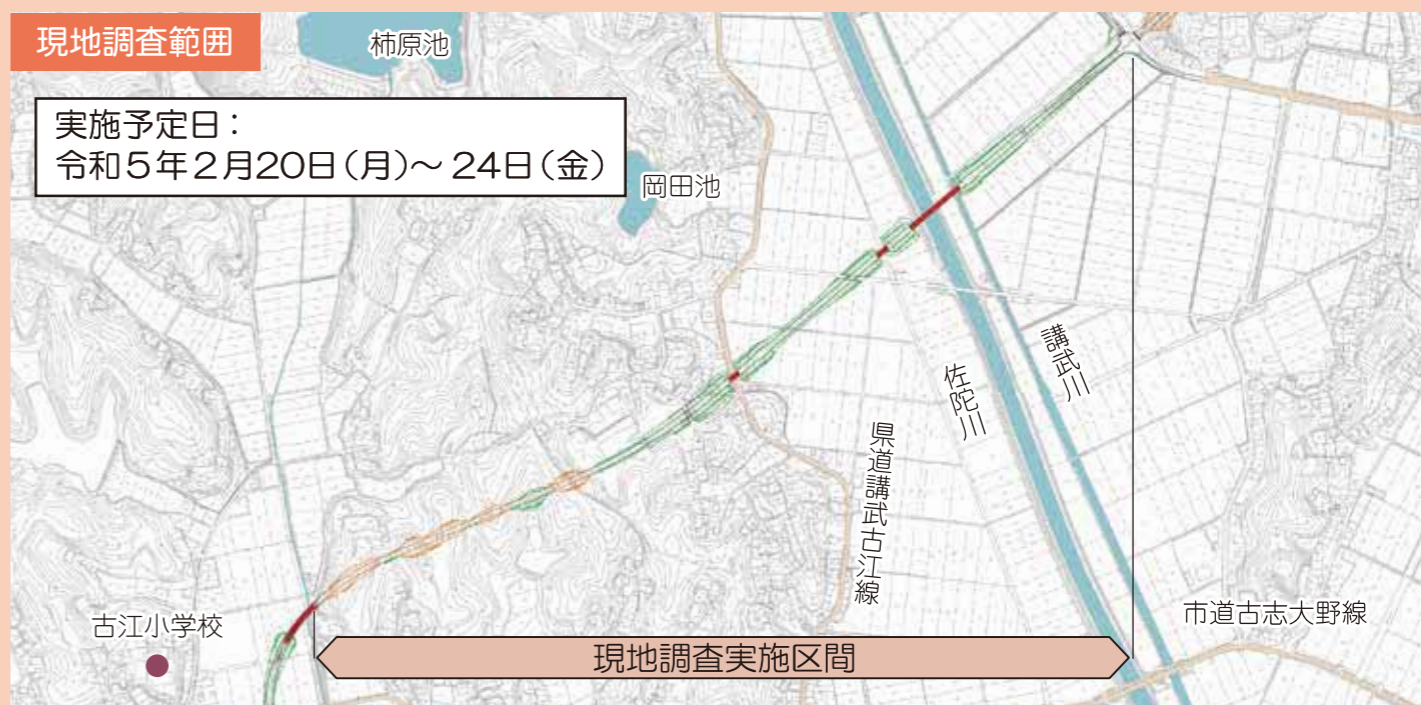 現地調査範囲
柿原池
実施予定日：
令和5年2月20日(月)～24日(金)
岡田池
講武川
佐陀川
県道講武古江線
古江小学校
市道古志大野線
現地調査実施区間